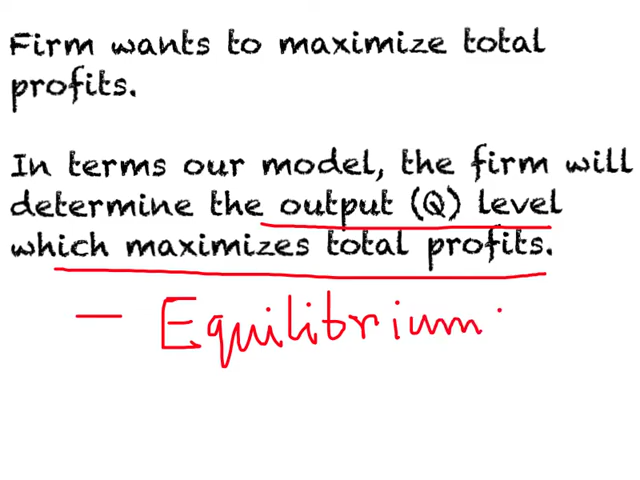 Firm wants to maximize total
profits.
In terms our model, the firm will
determine the output (Q) level
which maximizes total profits.
– Equilibrium.